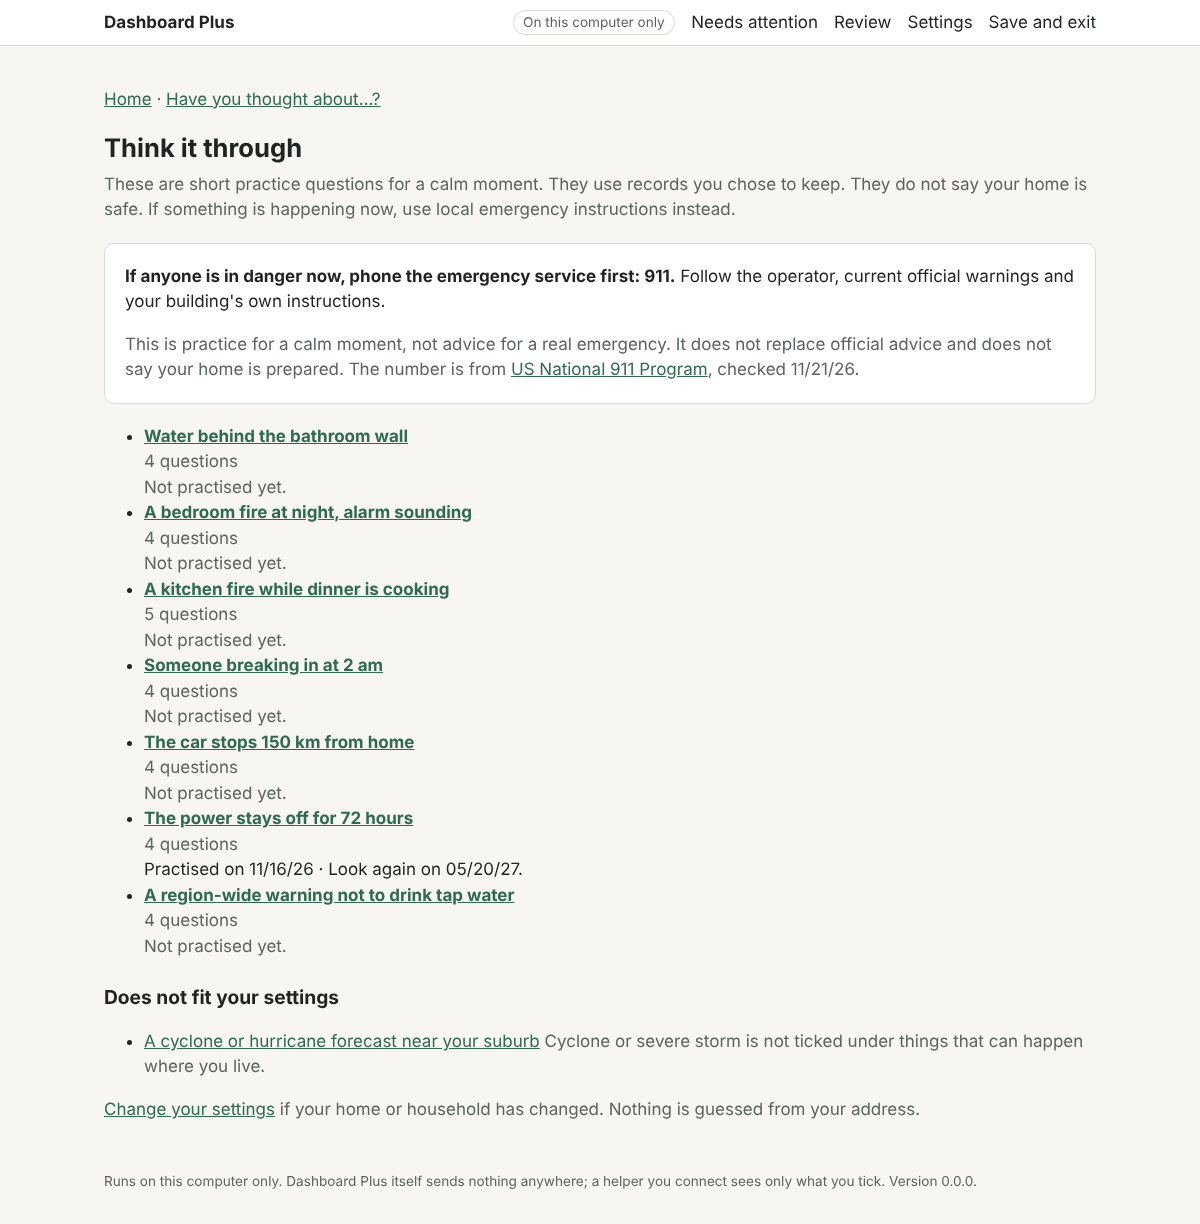 Dashboard Plus
On this computer only
Needs attention
Review
Settings
Save and exit
Home · Have you thought about...?
Think it through
These are short practice questions for a calm moment. They use records you chose to keep. They do not say your home is
safe. If something is happening now, use local emergency instructions instead.
If anyone is in danger now, phone the emergency service first: 911. Follow the operator, current official warnings and
your building's own instructions.
This is practice for a calm moment, not advice for a real emergency. It does not replace official advice and does not
say your home is prepared. The number is from US National 911 Program, checked 11/21/26.
• Water behind the bathroom wall
4 questions
Not practised yet.
• A bedroom fire at night, alarm sounding
4 questions
Not practised yet.
• A kitchen fire while dinner is cooking
5 questions
Not practised yet.
• Someone breaking in at 2 am
4 questions
Not practised yet.
• The car stops 150 km from home
4 questions
Not practised yet.
• The power stays off for 72 hours
4 questions
Practised on 11/16/26 · Look again on 05/20/27.
• A region-wide warning not to drink tap water
4 questions
Not practised yet.
Does not fit your settings
• A cyclone or hurricane forecast near your suburb Cyclone or severe storm is not ticked under things that can happen
where you live.
Change your settings if your home or household has changed. Nothing is guessed from your address.
Runs on this computer only. Dashboard Plus itself sends nothing anywhere; a helper you connect sees only what you tick. Version 0.0.0.